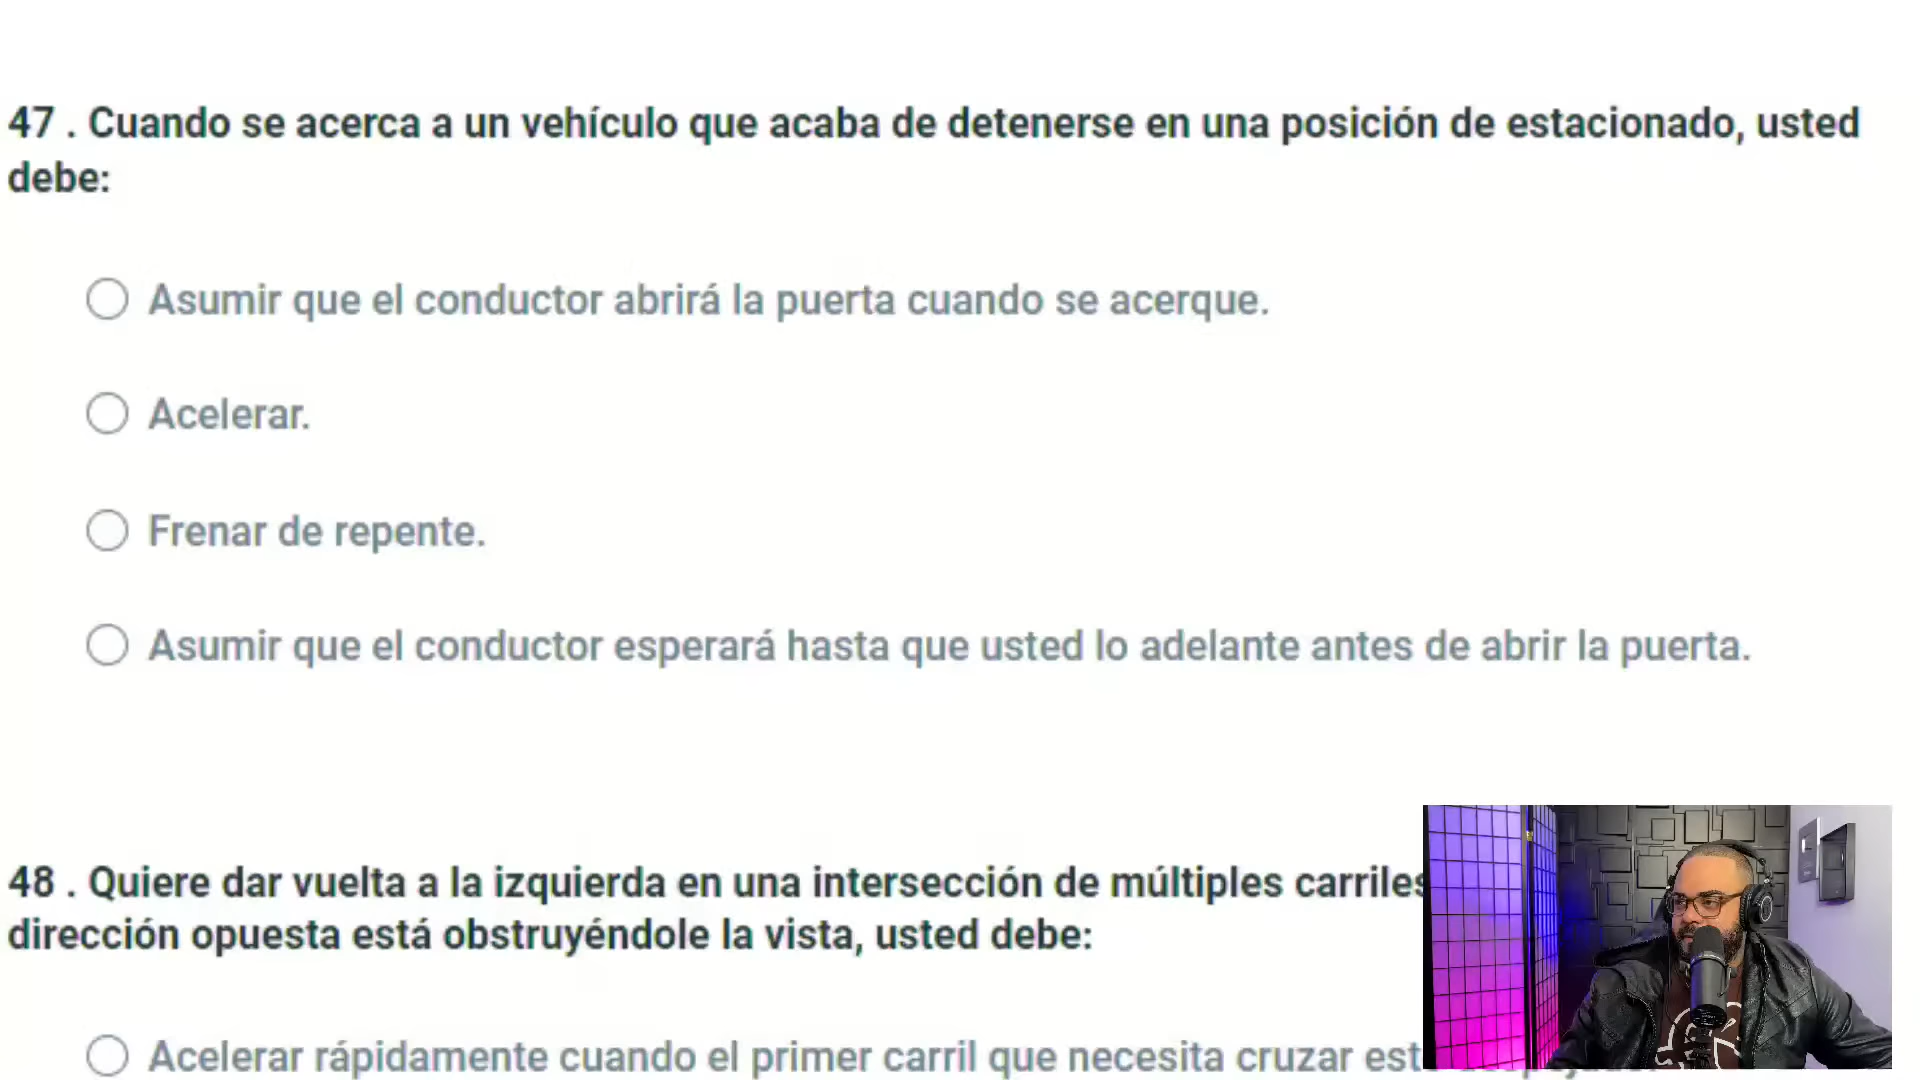 47 . Cuando se acerca a un vehículo que acaba de detenerse en una posición de estacionado, usted
debe:
Asumir que el conductor abrirá la puerta cuando se acerque.
Acelerar.
Frenar de repente.
Asumir que el conductor esperará hasta que usted lo adelante antes de abrir la puerta.
48 . Quiere dar vuelta a la izquierda en una intersección de múltiples carriles
dirección opuesta está obstruyéndole la vista, usted debe:
Acelerar rápidamente cuando el primer carril que necesita cruzar